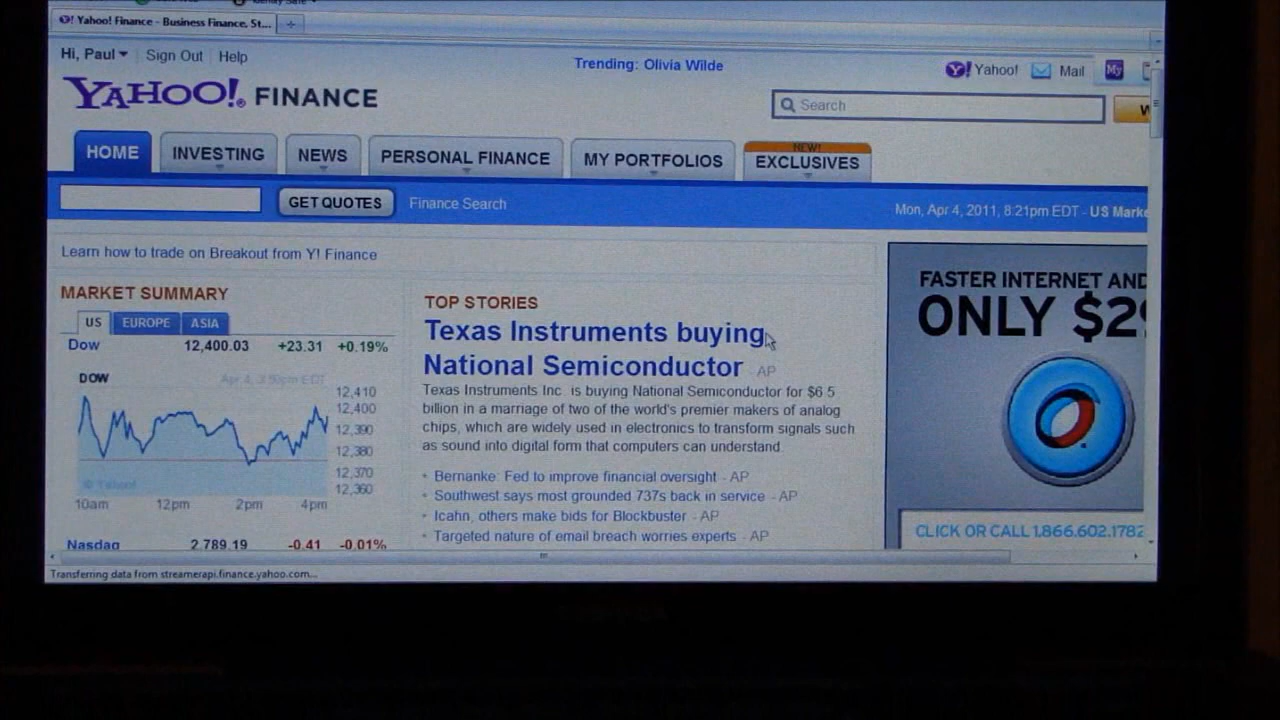 Y! Yahoo! Finance - Business Finance, St...
Hi, Paul
Sign Out
Help
Trending: Olivia Wilde
Y! Yahoo!
Mail
My
YAHOO!® FINANCE
Search
W
HOME
INVESTING
NEWS
PERSONAL FINANCE
MY PORTFOLIOS
NEW!
EXCLUSIVES
GET QUOTES
Finance Search
Mon, Apr 4, 2011, 8:21pm EDT - US Marke
Learn how to trade on Breakout from Y! Finance
MARKET SUMMARY
US
EUROPE
ASIA
Dow 12,400.03 +23.31 +0.19%
DOW
Apr 4, 3:59pm EDT
12,410
12,400
12,390
12,380
12,370
12,360
© Yahoo!
10am 12pm 2pm 4pm
Nasdaq 2,789.19 -0.41 -0.01%
TOP STORIES
Texas Instruments buying
National Semiconductor - AP
Texas Instruments Inc. is buying National Semiconductor for $6.5
billion in a marriage of two of the world's premier makers of analog
chips, which are widely used in electronics to transform signals such
as sound into digital form that computers can understand.
• Bernanke: Fed to improve financial oversight - AP
• Southwest says most grounded 737s back in service - AP
• Icahn, others make bids for Blockbuster - AP
• Targeted nature of email breach worries experts - AP
FASTER INTERNET AND
ONLY $29
CLICK OR CALL 1.866.602.1782
Transferring data from streamerapi.finance.yahoo.com...